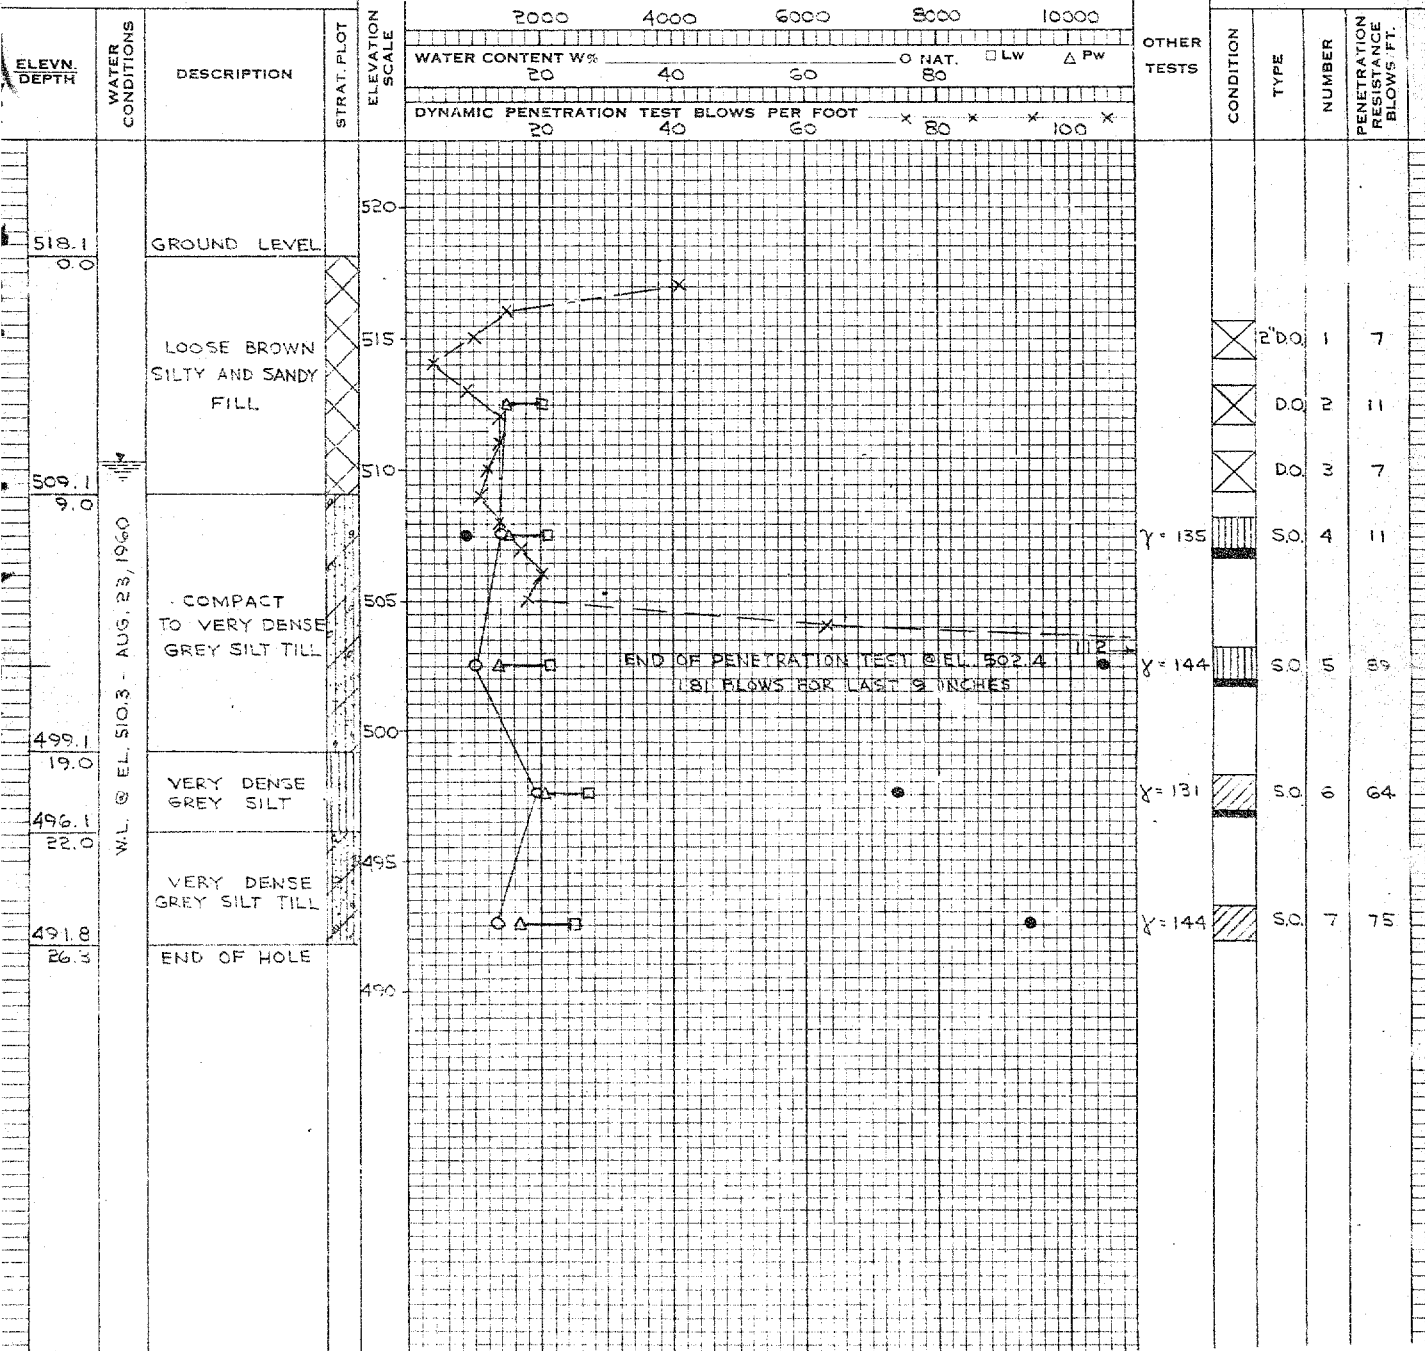 ELEVN.
DEPTH
WATER
CONDITIONS
DESCRIPTION
STRAT. PLOT
ELEVATION
SCALE
2000 4000 6000 8000 10000
WATER CONTENT W% O NAT. □ LW △ PW
20 40 60 80
DYNAMIC PENETRATION TEST BLOWS PER FOOT x x x x
20 40 60 80 100
OTHER
TESTS
CONDITION
TYPE
NUMBER
PENETRATION
RESISTANCE
BLOWS/FT.
520
518.1 GROUND LEVEL
0.0
515
LOOSE BROWN
SILTY AND SANDY
FILL
2"D.O. 1 7
D.O. 2 11
510
D.O. 3 7
509.1
9.0
W.L. @ EL. 510.3 - AUG. 23, 1960
γ = 135 S.O. 4 11
505
COMPACT
TO VERY DENSE
GREY SILT TILL
112
END OF PENETRATION TEST @ EL. 502.4
181 BLOWS FOR LAST 9 INCHES
γ = 144 S.O. 5 89
500
499.1
19.0
VERY DENSE
GREY SILT
γ = 131 S.O. 6 64
496.1
22.0
495
VERY DENSE
GREY SILT TILL
γ = 144 S.O. 7 75
491.8
26.3 END OF HOLE
490